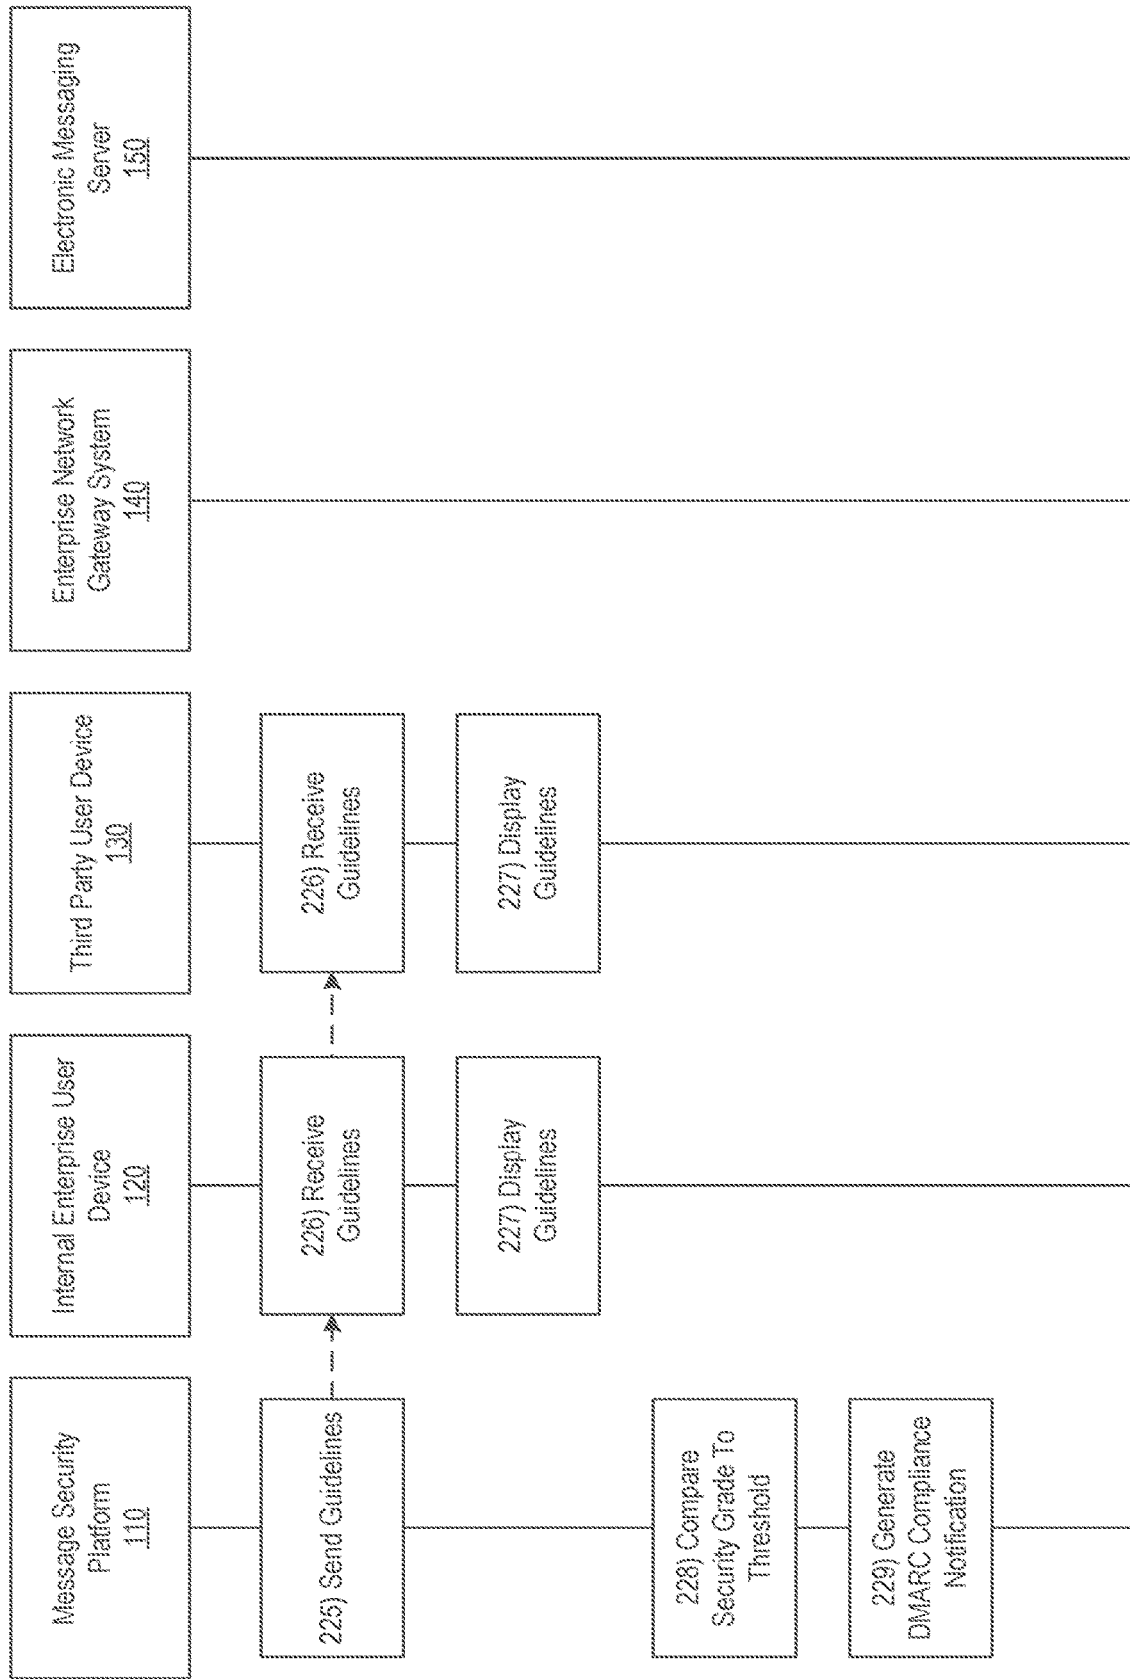 Message Security
Platform
110
Internal Enterprise User
Device
120
Third Party User Device
130
Enterprise Network
Gateway System
140
Electronic Messaging
Server
150
225) Send Guidelines
226) Receive
Guidelines
226) Receive
Guidelines
227) Display
Guidelines
227) Display
Guidelines
228) Compare
Security Grade To
Threshold
229) Generate
DMARC Compliance
Notification